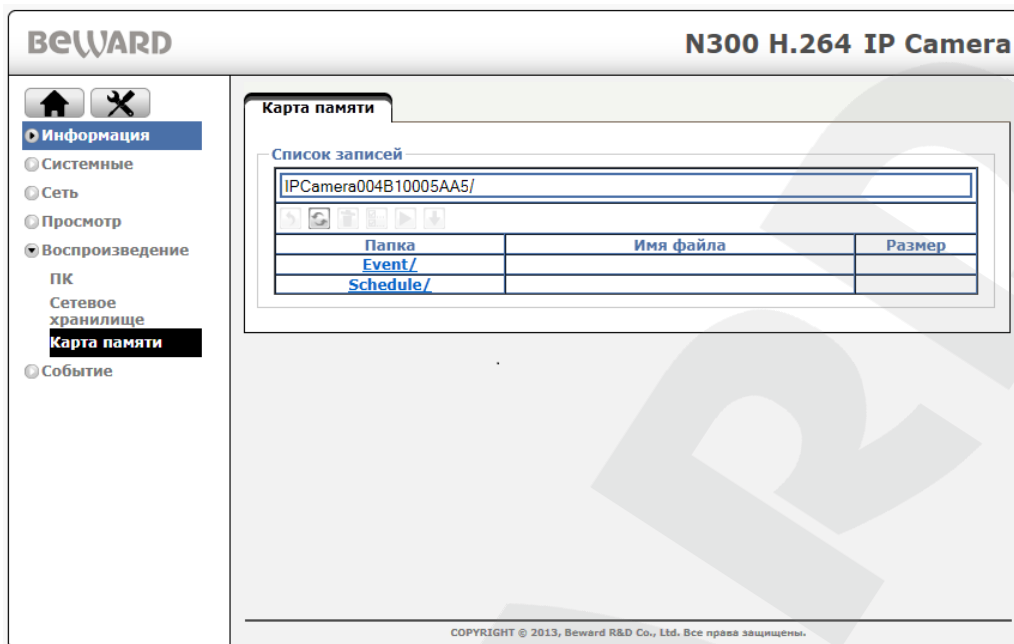 BEWARD
N300 H.264 IP Camera
Информация
Системные
Сеть
Просмотр
Воспроизведение
ПК
Сетевое
хранилище
Карта памяти
Событие
Карта памяти
Список записей
IPCamera004B10005AA5/
Папка Имя файла Размер
Event/
Schedule/
COPYRIGHT © 2013, Beward R&D Co., Ltd. Все права защищены.